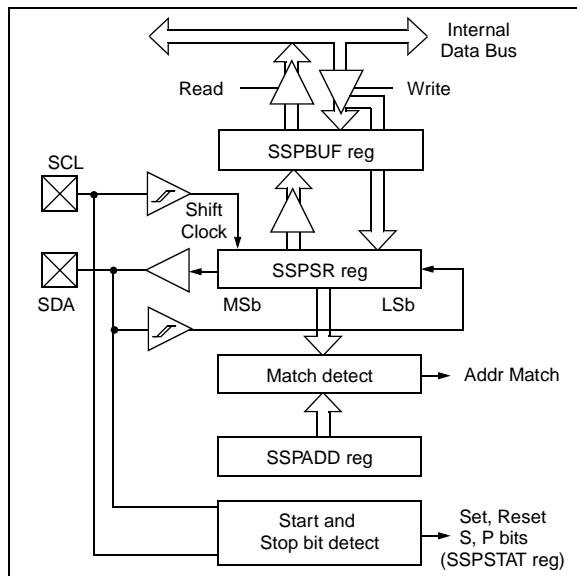 Internal
Data Bus
Read
Write
SSPBUF reg
SCL
Shift
Clock
SSPSR reg
SDA
MSb
LSb
Match detect
Addr Match
SSPADD reg
Start and
Stop bit detect
Set, Reset
S, P bits
(SSPSTAT reg)